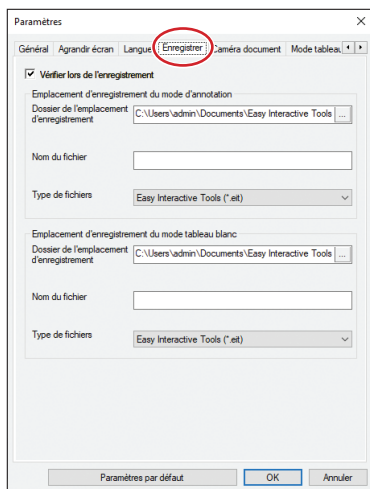 Paramètres
Général Agrandir écran Langue Enregistrer Caméra document Mode tableau
Vérifier lors de l'enregistrement
Emplacement d'enregistrement du mode d'annotation
Dossier de l'emplacement
d'enregistrement
C:\Users\admin\Documents\Easy Interactive Tools ...
Nom du fichier
Type de fichiers Easy Interactive Tools (*.eit)
Emplacement d'enregistrement du mode tableau blanc
Dossier de l'emplacement
d'enregistrement
C:\Users\admin\Documents\Easy Interactive Tools ...
Nom du fichier
Type de fichiers Easy Interactive Tools (*.eit)
Paramètres par défaut OK Annuler